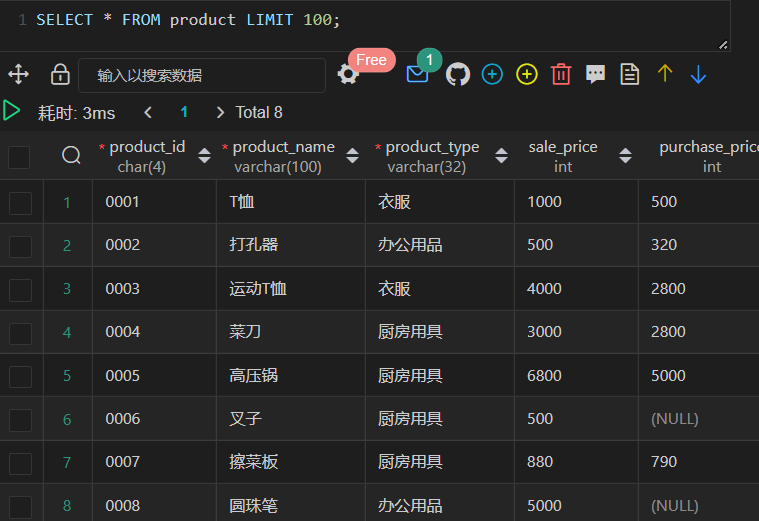 1 SELECT * FROM product LIMIT 100;
输入以搜索数据 Free 1
耗时: 3ms 1 Total 8
* product_id * product_name * product_type sale_price purchase_price
char(4) varchar(100) varchar(32) int int
1 0001 T恤 衣服 1000 500
2 0002 打孔器 办公用品 500 320
3 0003 运动T恤 衣服 4000 2800
4 0004 菜刀 厨房用具 3000 2800
5 0005 高压锅 厨房用具 6800 5000
6 0006 叉子 厨房用具 500 (NULL)
7 0007 擦菜板 厨房用具 880 790
8 0008 圆珠笔 办公用品 5000 (NULL)